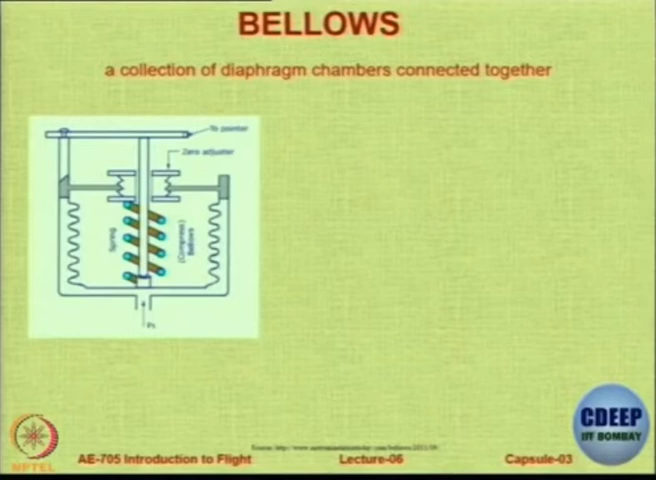 BELLOWS
a collection of diaphragm chambers connected together
To pointer
Zero adjuster
Spring
(Compress)
Bellows
P₁
CDEEP
IIT BOMBAY
NPTEL
AE-705 Introduction to Flight
Lecture-06
Capsule-03